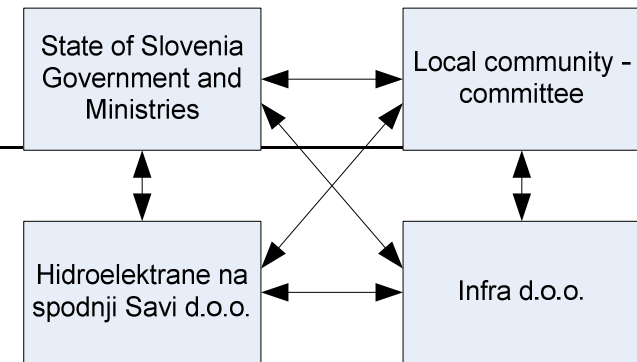 State of Slovenia
Government and
Ministries
Local community -
committee
Hidroelektrane na
spodnji Savi d.o.o.
Infra d.o.o.